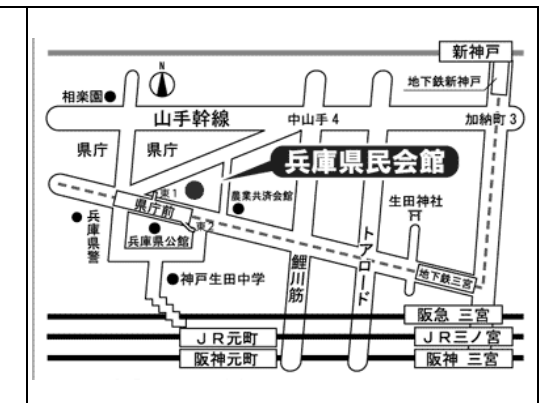 新神戸
N
地下鉄新神戸
相楽園
山手幹線
中山手4
加納町3
県庁
県庁
兵庫県民会館
東1
農業共済会館
生田神社
県庁前
東2
兵庫県警
兵庫県公館
トアロード
鯉川筋
地下鉄三宮
神戸生田中学
阪急 三宮
JR元町
JR三ノ宮
阪神元町
阪神 三宮